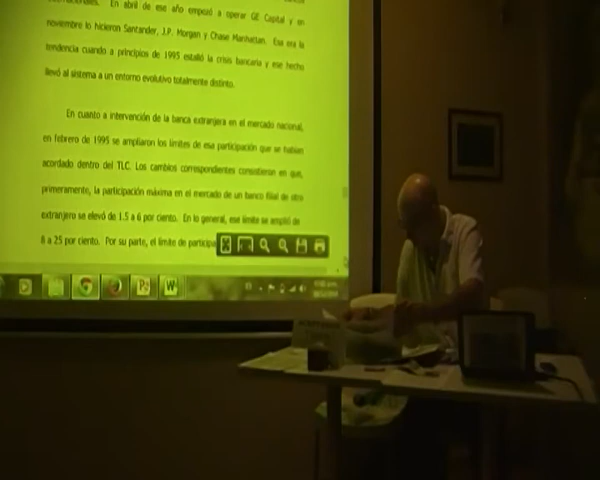 En abril de ese año empezó a operar GE Capital y en
noviembre lo hicieron Santander, J.P. Morgan y Chase Manhattan. Esa era la
tendencia cuando a principios de 1995 estalló la crisis bancaria y ese hecho
llevó al sistema a un entorno evolutivo totalmente distinto.
En cuanto a intervención de la banca extranjera en el mercado nacional,
en febrero de 1995 se ampliaron los límites de esa participación que se habían
acordado dentro del TLC. Los cambios correspondientes consistieron en que,
primeramente, la participación máxima en el mercado de un banco filial de otro
extranjero se elevó de 1.5 a 6 por ciento. En lo general, ese límite se amplió de
8 a 25 por ciento. Por su parte, el límite de participa